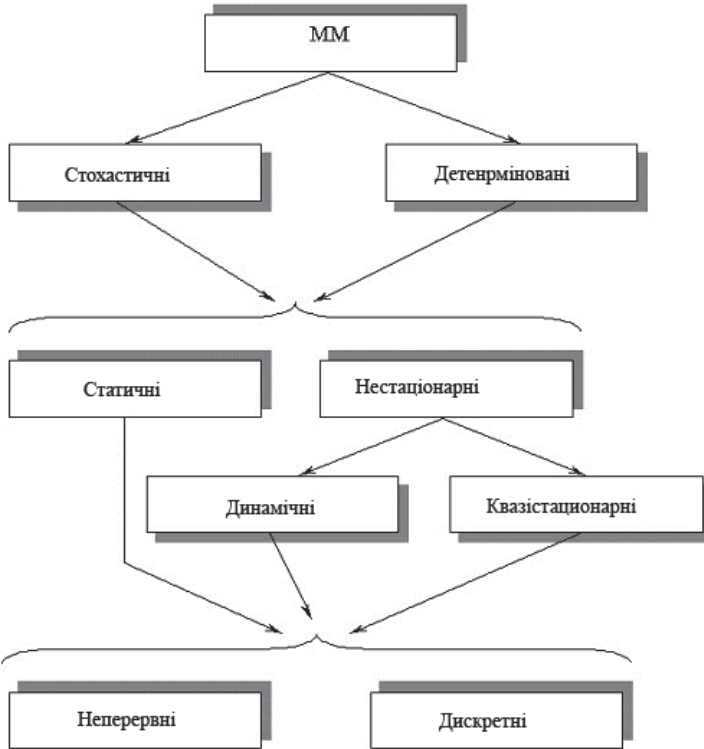 ММ
Стохастичні
Детенрміновані
Статичні
Нестаціонарні
Динамічні
Квазістационарні
Неперервні
Дискретні